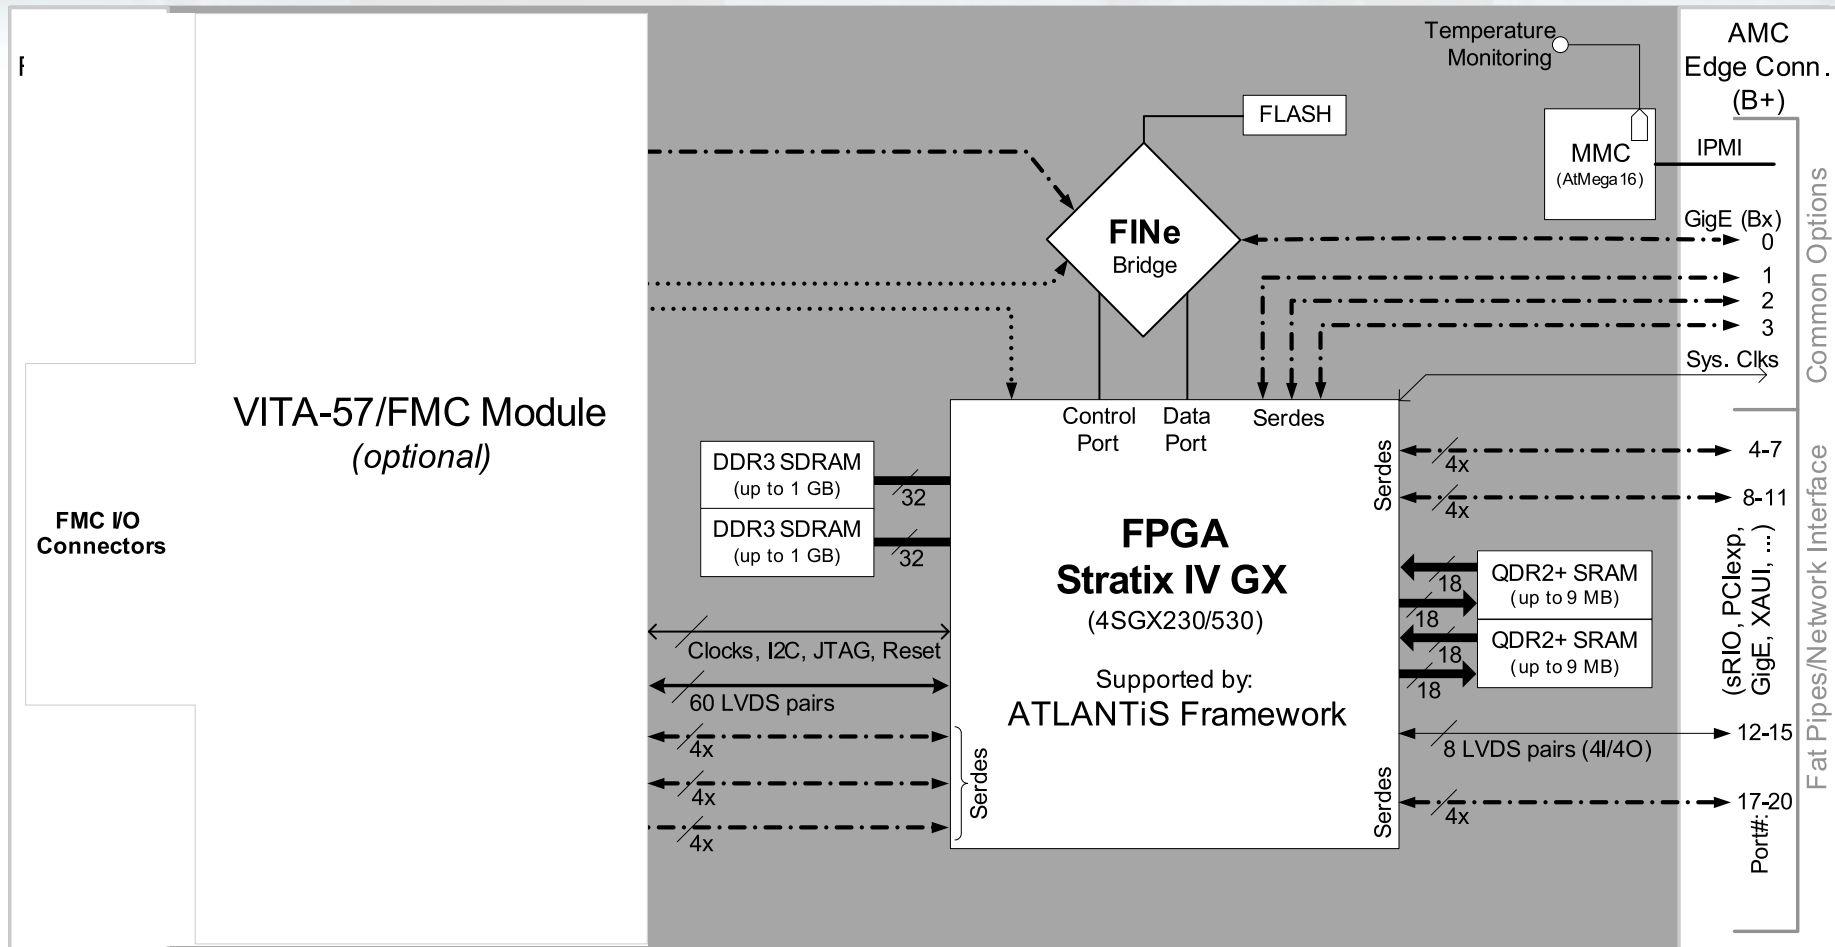 Temperature
Monitoring
AMC
Edge Conn.
(B+)
FLASH
MMC
(AtMega16)
IPMI
GigE (Bx)
0
1
2
3
Sys. Clks
Common Options
FINe
Bridge
VITA-57/FMC Module
(optional)
FMC I/O
Connectors
Control
Port
Data
Port
Serdes
DDR3 SDRAM
(up to 1 GB)
32
DDR3 SDRAM
(up to 1 GB)
32
FPGA
Stratix IV GX
(4SGX230/530)
Supported by:
ATLANTiS Framework
Serdes
4x
4-7
4x
8-11
18
QDR2+ SRAM
(up to 9 MB)
18
18
QDR2+ SRAM
(up to 9 MB)
18
(sRIO, PCIexp,
GigE, XAUI, ...)
Fat Pipes/Network Interface
Clocks, I2C, JTAG, Reset
60 LVDS pairs
4x
4x
4x
Serdes
8 LVDS pairs (4I/4O)
12-15
Serdes
4x
17-20
Port#: